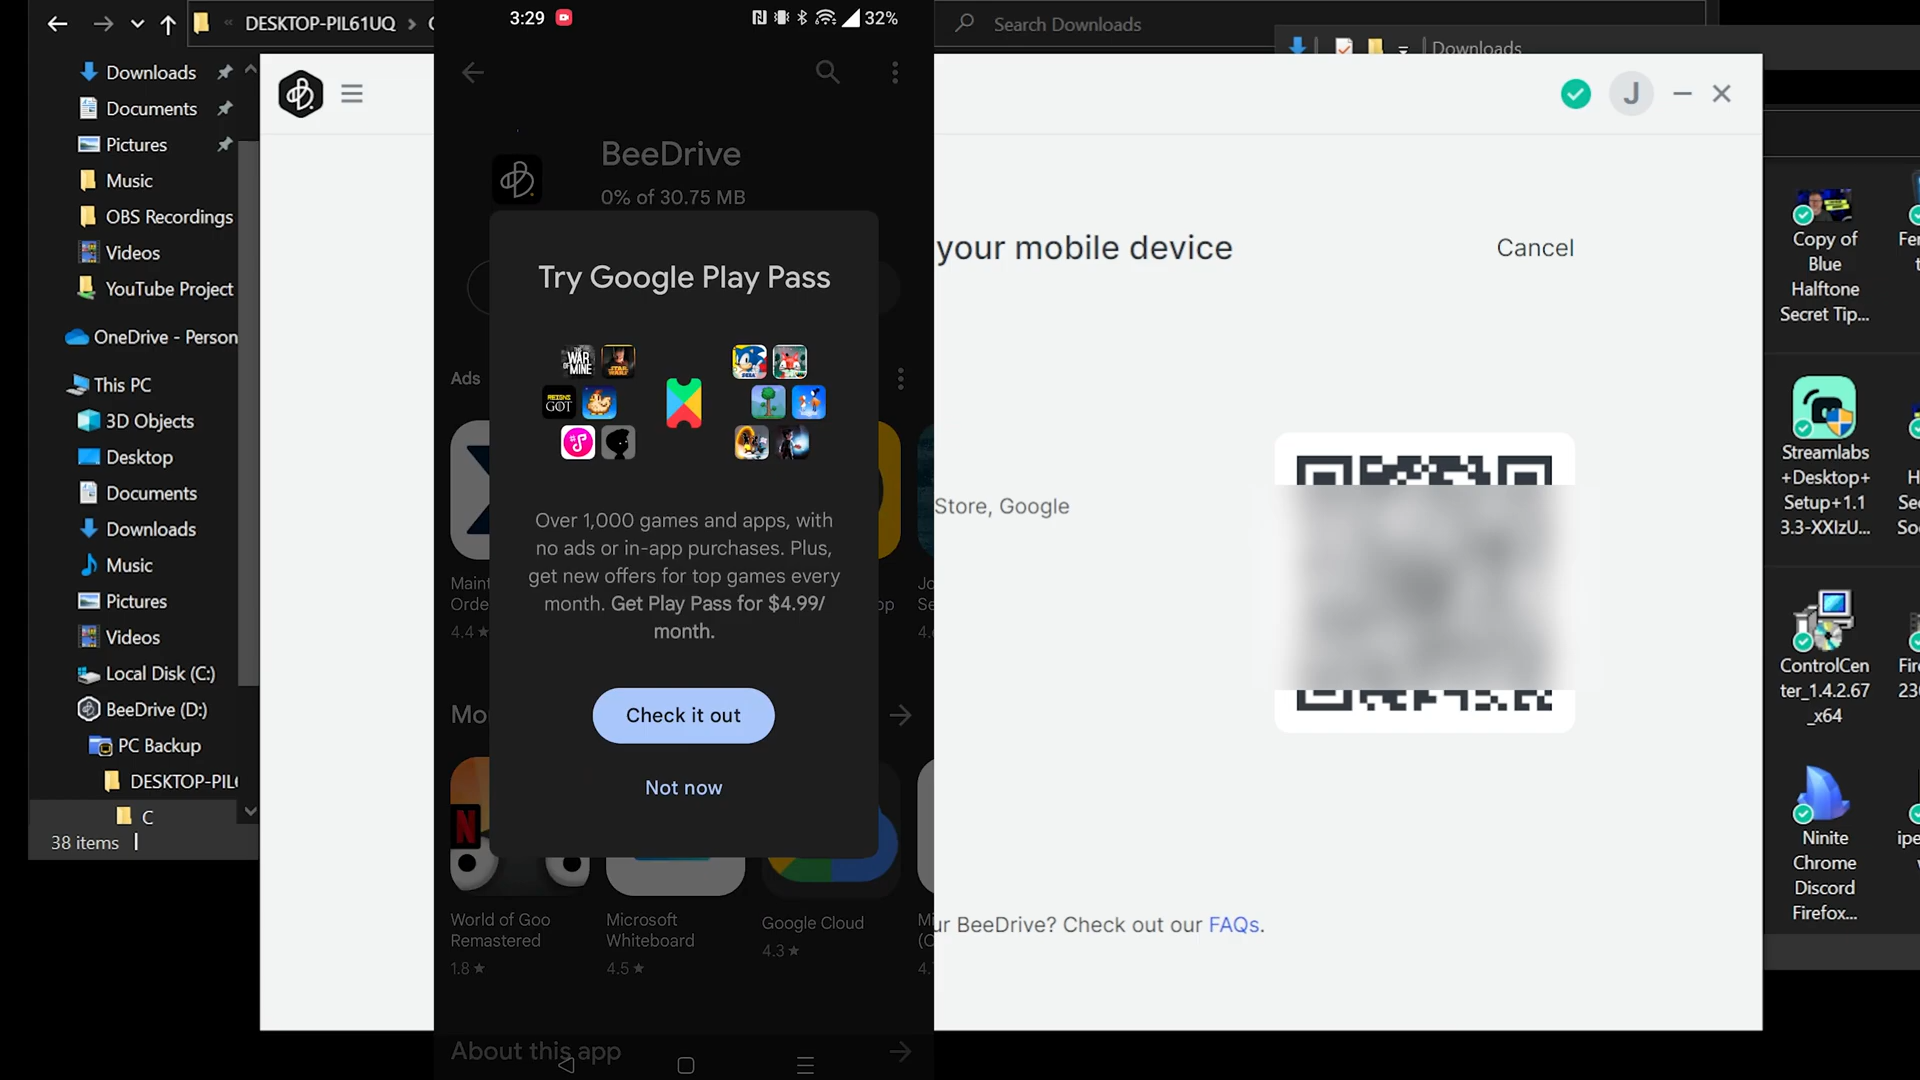 DESKTOP-PIL61UQ
Downloads
Documents
Pictures
Music
OBS Recordings
Videos
YouTube Project
OneDrive - Person
This PC
3D Objects
Desktop
Documents
Downloads
Music
Pictures
Videos
Local Disk (C:)
BeeDrive (D:)
PC Backup
DESKTOP-PIL
C
38 items
3:29
32%
BeeDrive
0% of 30.75 MB
Try Google Play Pass
Over 1,000 games and apps, with
no ads or in-app purchases. Plus,
get new offers for top games every
month. Get Play Pass for $4.99/
month.
Check it out
Not now
Ads
Maint
Orde
4.4★
Mo
World of Goo
Remastered
1.8★
Microsoft
Whiteboard
4.5★
Google Cloud
4.3★
About this app
Search Downloads
Downloads
J
your mobile device
Cancel
Store, Google
ur BeeDrive? Check out our FAQs.
Copy of
Blue
Halftone
Secret Tip...
Streamlabs
+Desktop+
Setup+1.1
3.3-XXIzU...
ControlCen
ter_1.4.2.67
_x64
Ninite
Chrome
Discord
Firefox...